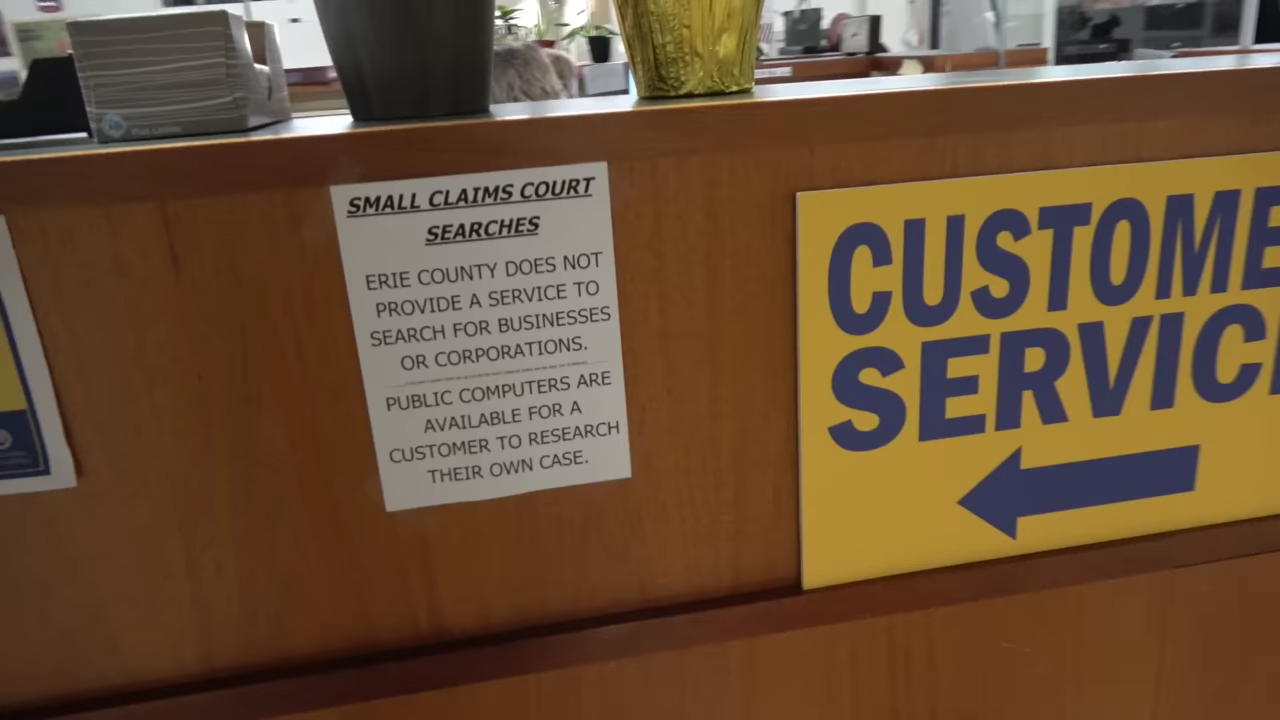 SMALL CLAIMS COURT
SEARCHES
ERIE COUNTY DOES NOT
PROVIDE A SERVICE TO
SEARCH FOR BUSINESSES
OR CORPORATIONS.
PUBLIC COMPUTERS ARE
AVAILABLE FOR A
CUSTOMER TO RESEARCH
THEIR OWN CASE.
CUSTOME
SERVIC